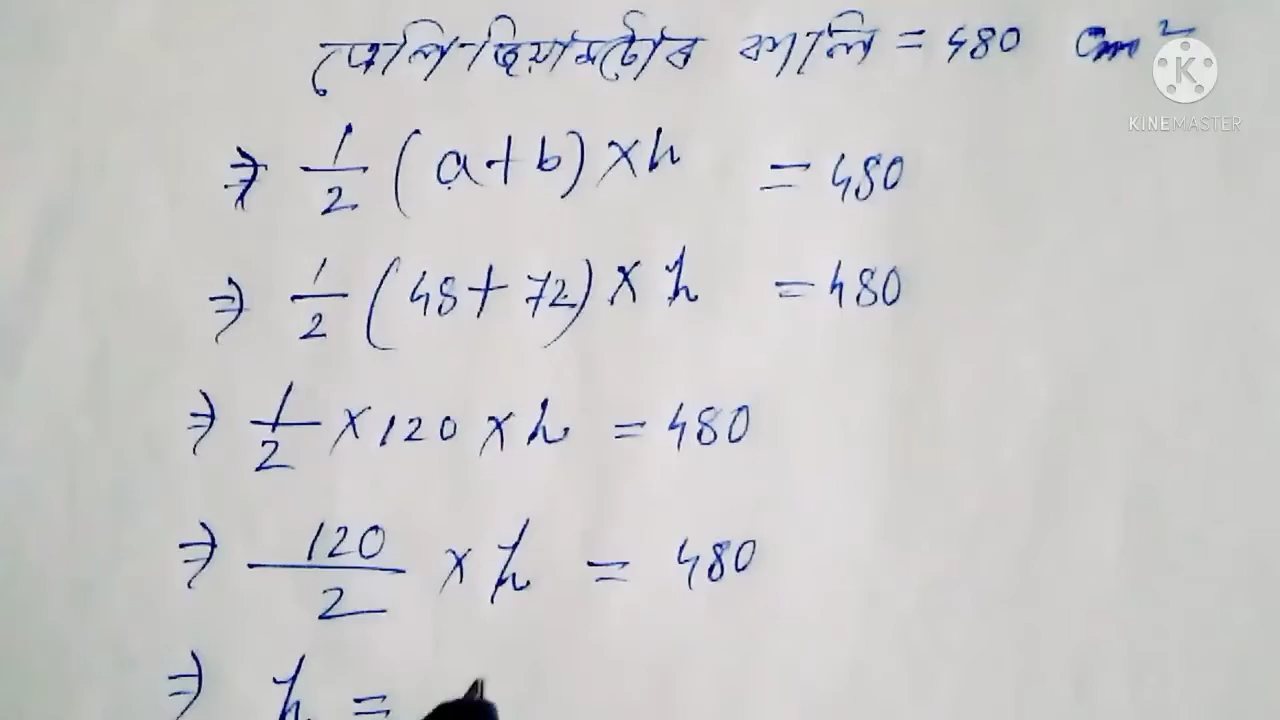 ট্ৰেপিজিয়ামটোৰ কালি = 480 cm²
KINEMASTER
⇒ 1/2 (a+b) × h = 480
⇒ 1/2 (48 + 72) × h = 480
⇒ 1/2 × 120 × h = 480
⇒ 120/2 × h = 480
⇒ h =